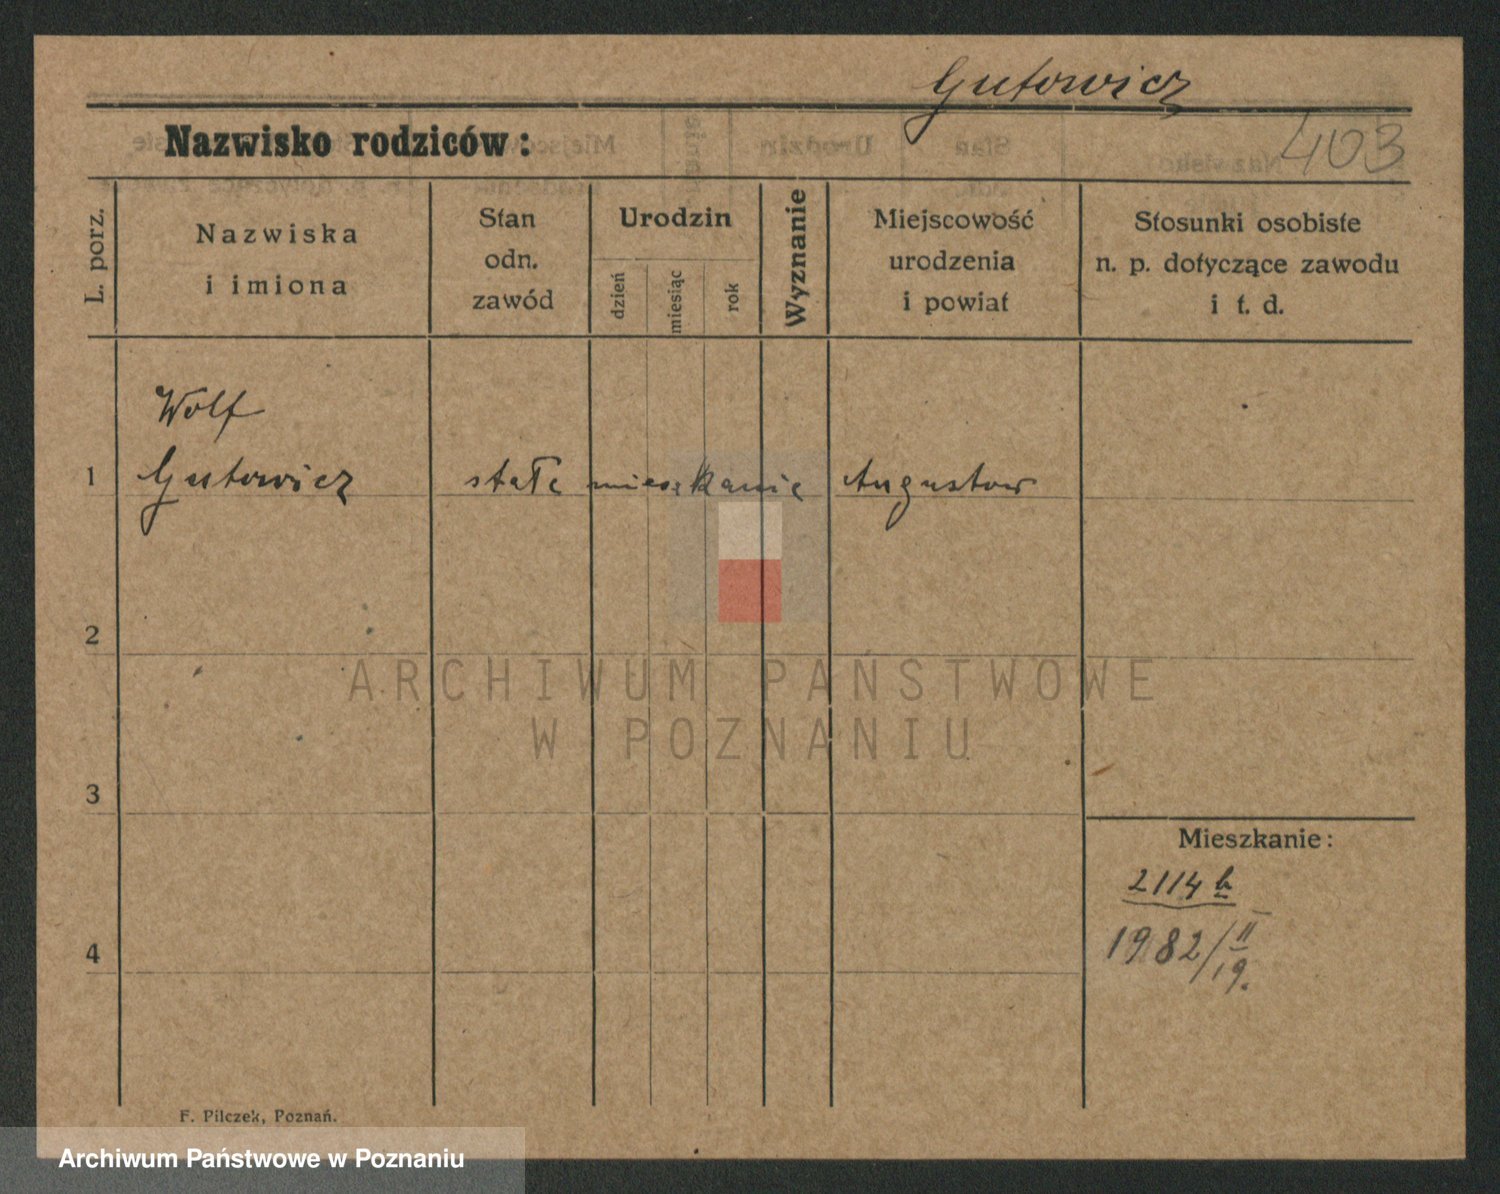 Gutowicz
Nazwisko rodziców:
403
L. porz.
Nazwiska
i imiona
Stan
odn.
zawód
Urodzin
dzień
miesiąc
rok
Wyznanie
Miejscowość
urodzenia
i powiat
Stosunki osobiste
n. p. dotyczące zawodu
i t. d.
Wolf
1 Gutowicz stałe mieszkanie Augustow
2
ARCHIWUM PAŃSTWOWE
W POZNANIU
3
Mieszkanie:
2114 b
4
1982/II
19.
F. Pilczek, Poznań.
Archiwum Państwowe w Poznaniu